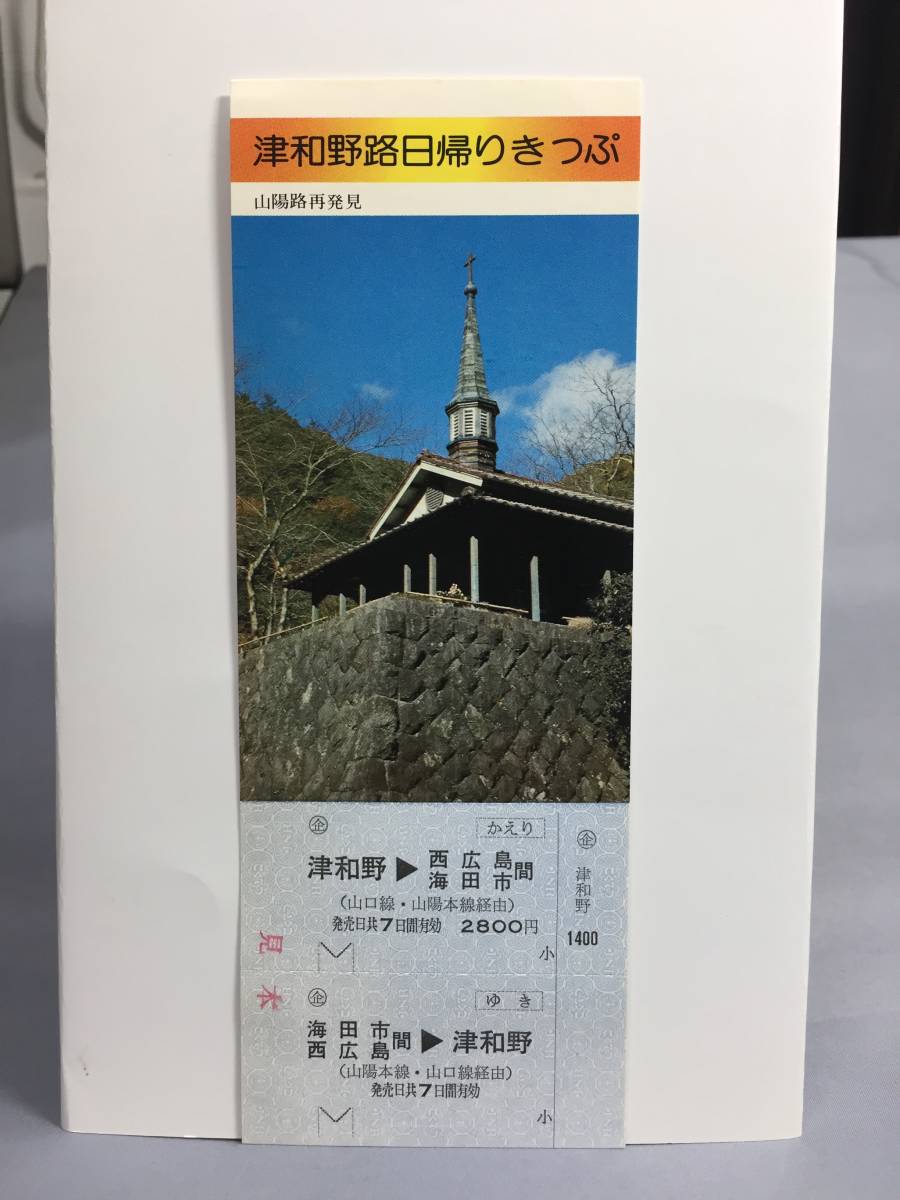 津和野路日帰りきっぷ
山陽路再発見
企
かえり
津和野▶西広島海田市間
(山口線・山陽本線経由)
発売日共7日間有効 2800円
小
企
津和野
1400
見本
企
ゆき
海田市西広島間▶津和野
(山陽本線・山口線経由)
発売日共7日間有効
小